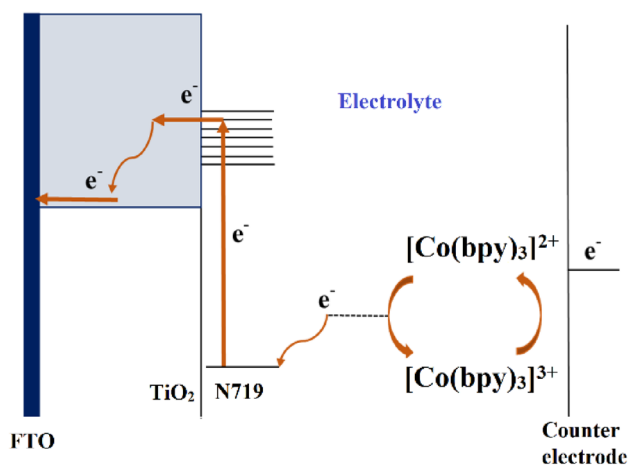 e⁻
Electrolyte
e⁻
e⁻
[Co(bpy)₃]²⁺
e⁻
e⁻
[Co(bpy)₃]³⁺
TiO₂
N719
FTO
Counter
electrode